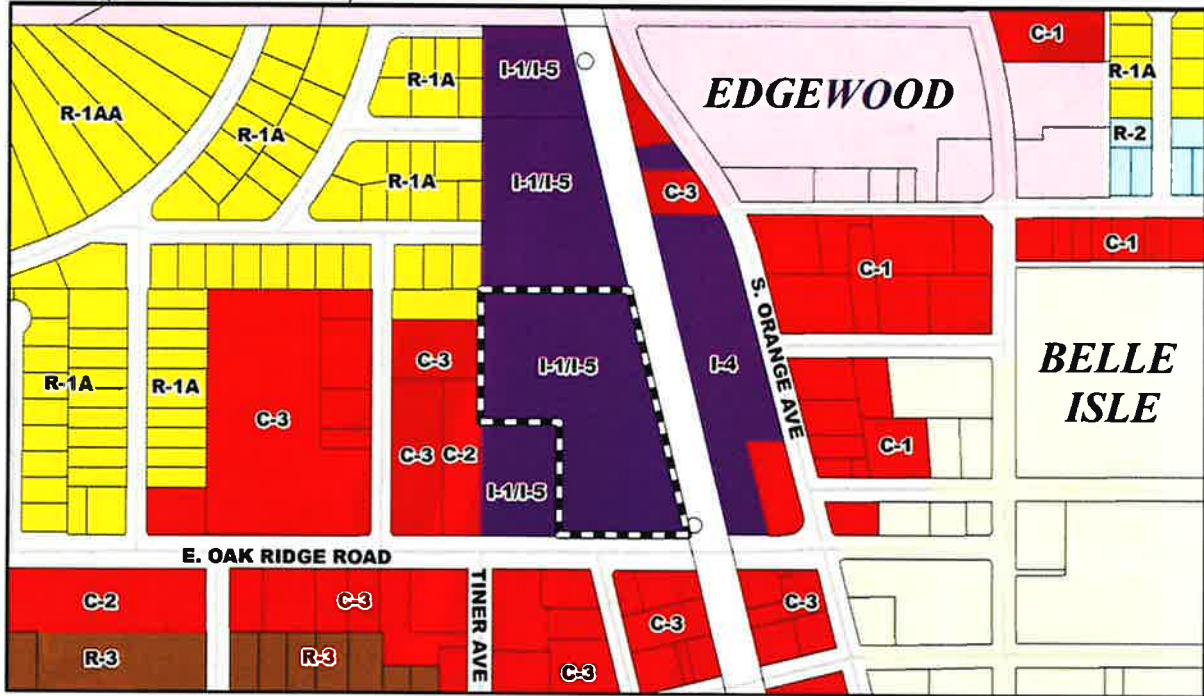 C-1
I-1/I-5
R-1A
R-1A
EDGEWOOD
R-1AA
R-1A
R-2
R-1A
I-1/I-5
C-3
C-1
C-1
S. ORANGE AVE
BELLE
ISLE
C-3
I-1/I-5
I-4
R-1A
R-1A
C-3
C-3
C-2
C-1
I-1/I-5
E. OAK RIDGE ROAD
TINER AVE
C-2
C-3
C-3
C-3
R-3
R-3
C-3